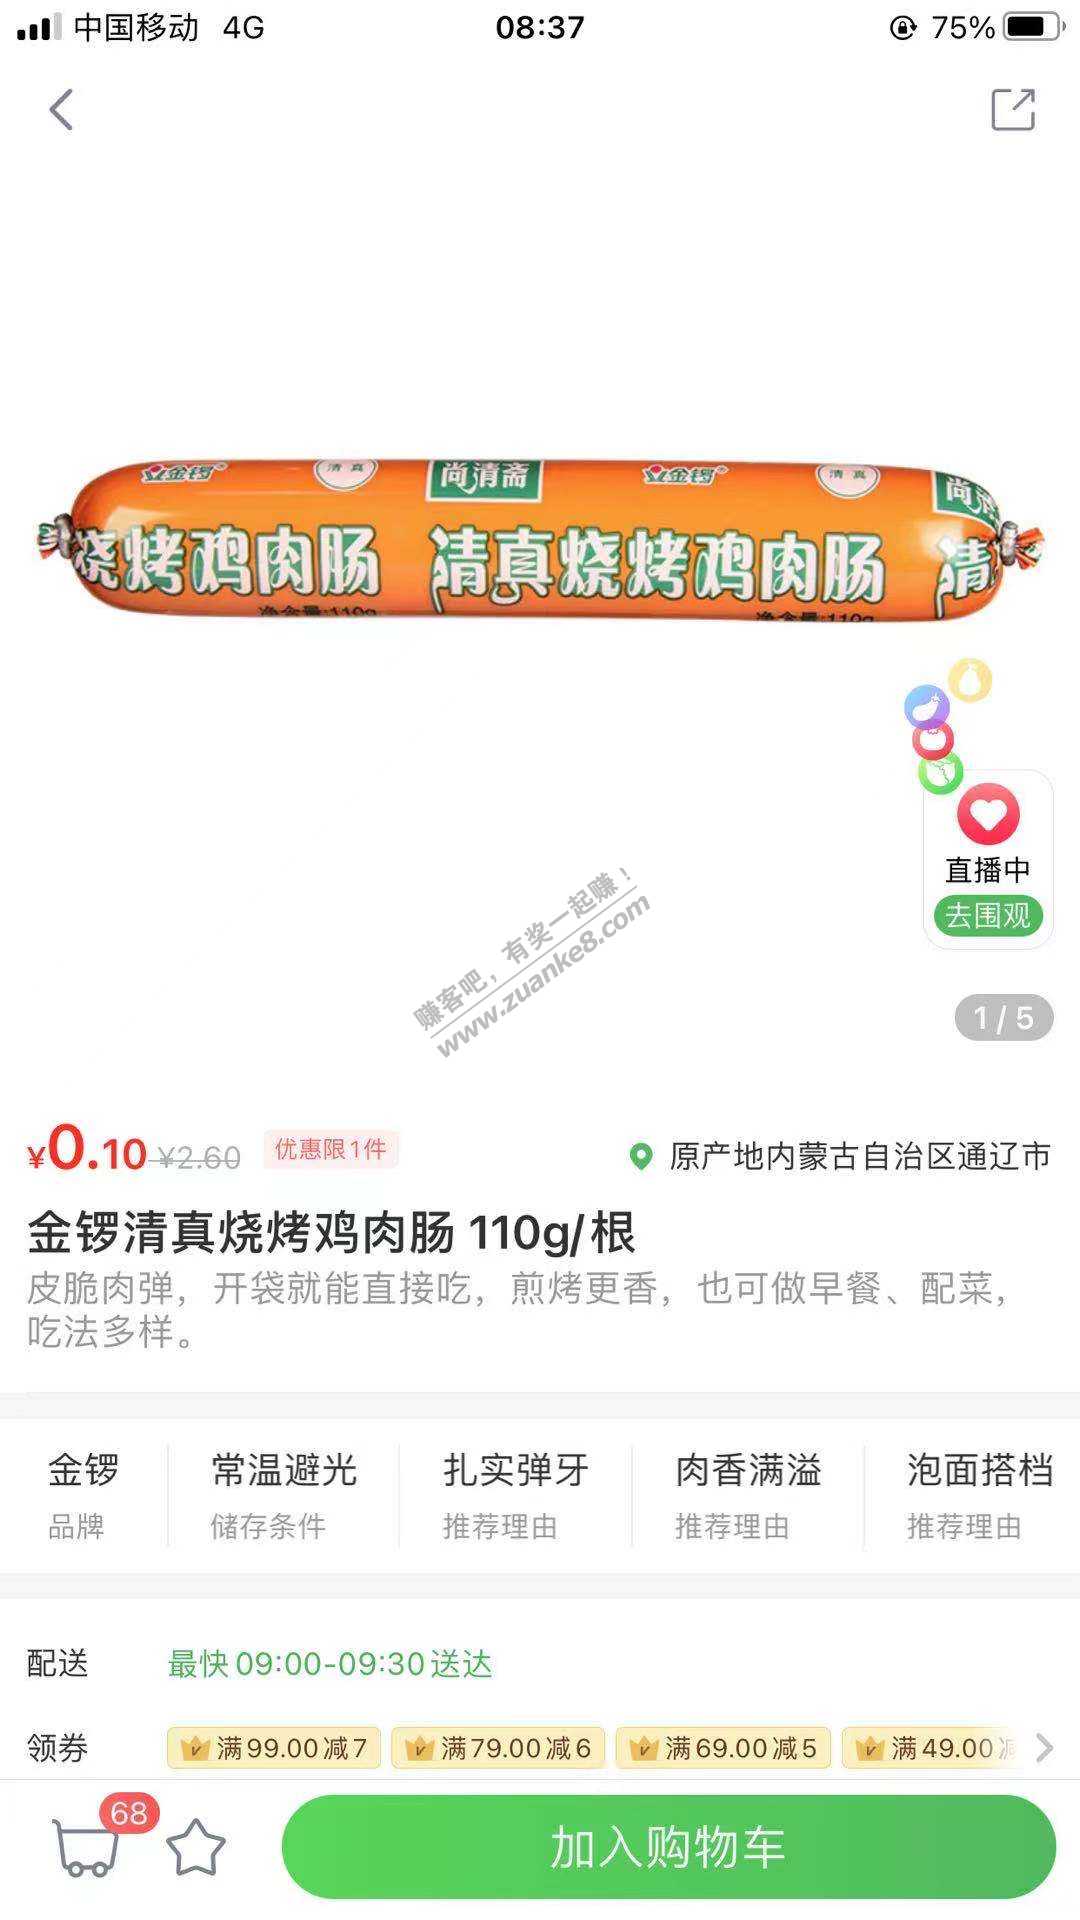 中国移动 4G 08:37 75%
金锣 清真 尚清斋 金锣 清真 尚清
烧烤鸡肉肠 清真烧烤鸡肉肠 清
净含量:110g 净含量:110g
直播中
去围观
赚客吧，有奖一起赚！
www.zuanke8.com
1/5
¥0.10 ¥2.60 优惠限1件 原产地内蒙古自治区通辽市
金锣清真烧烤鸡肉肠 110g/根
皮脆肉弹，开袋就能直接吃，煎烤更香，也可做早餐、配菜，
吃法多样。
金锣 常温避光 扎实弹牙 肉香满溢 泡面搭档
品牌 储存条件 推荐理由 推荐理由 推荐理由
配送 最快09:00-09:30送达
领券 满99.00减7 满79.00减6 满69.00减5 满49.00减
68
加入购物车